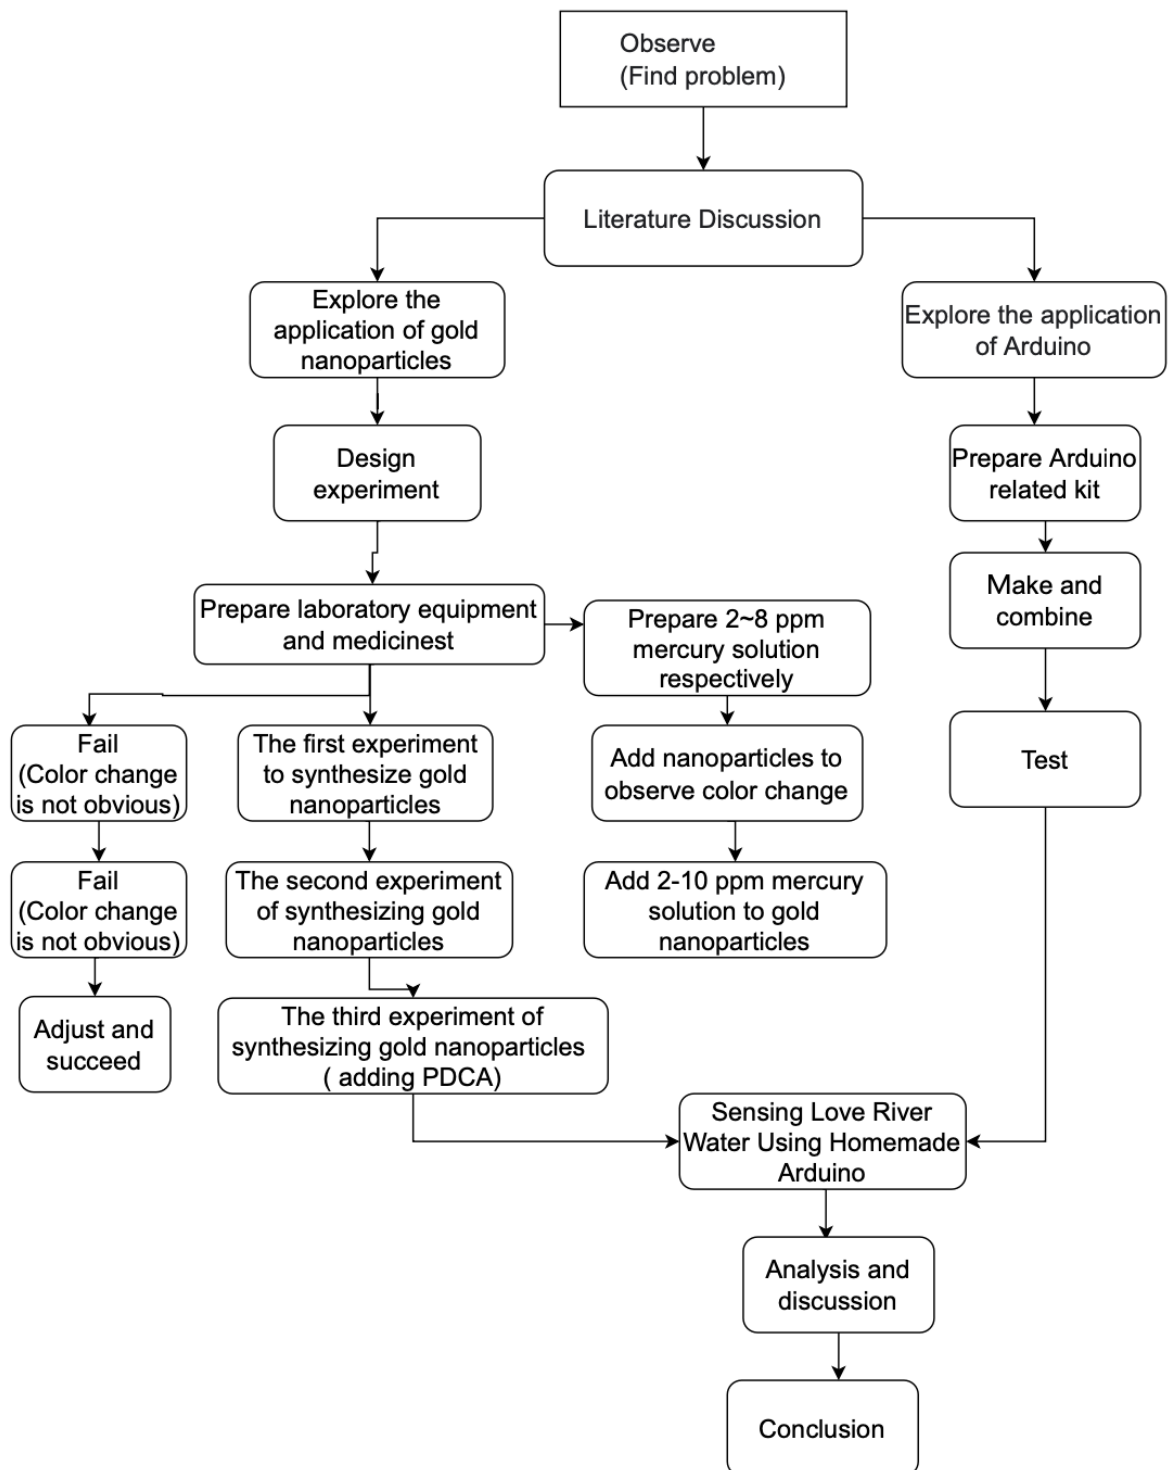 Observe
(Find problem)
Literature Discussion
Explore the
application of gold
nanoparticles
Explore the application
of Arduino
Design
experiment
Prepare Arduino
related kit
Prepare laboratory equipment
and medicinest
Prepare 2~8 ppm
mercury solution
respectively
Make and
combine
Fail
(Color change
is not obvious)
The first experiment
to synthesize gold
nanoparticles
Add nanoparticles to
observe color change
Test
Fail
(Color change
is not obvious)
The second experiment
of synthesizing gold
nanoparticles
Add 2-10 ppm mercury
solution to gold
nanoparticles
Adjust and
succeed
The third experiment of
synthesizing gold nanoparticles
( adding PDCA)
Sensing Love River
Water Using Homemade
Arduino
Analysis and
discussion
Conclusion